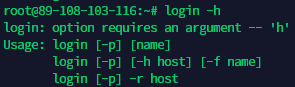 root@89-108-103-116:~# login -h
login: option requires an argument -- 'h'
Usage: login [-p] [name]
       login [-p] [-h host] [-f name]
       login [-p] -r host